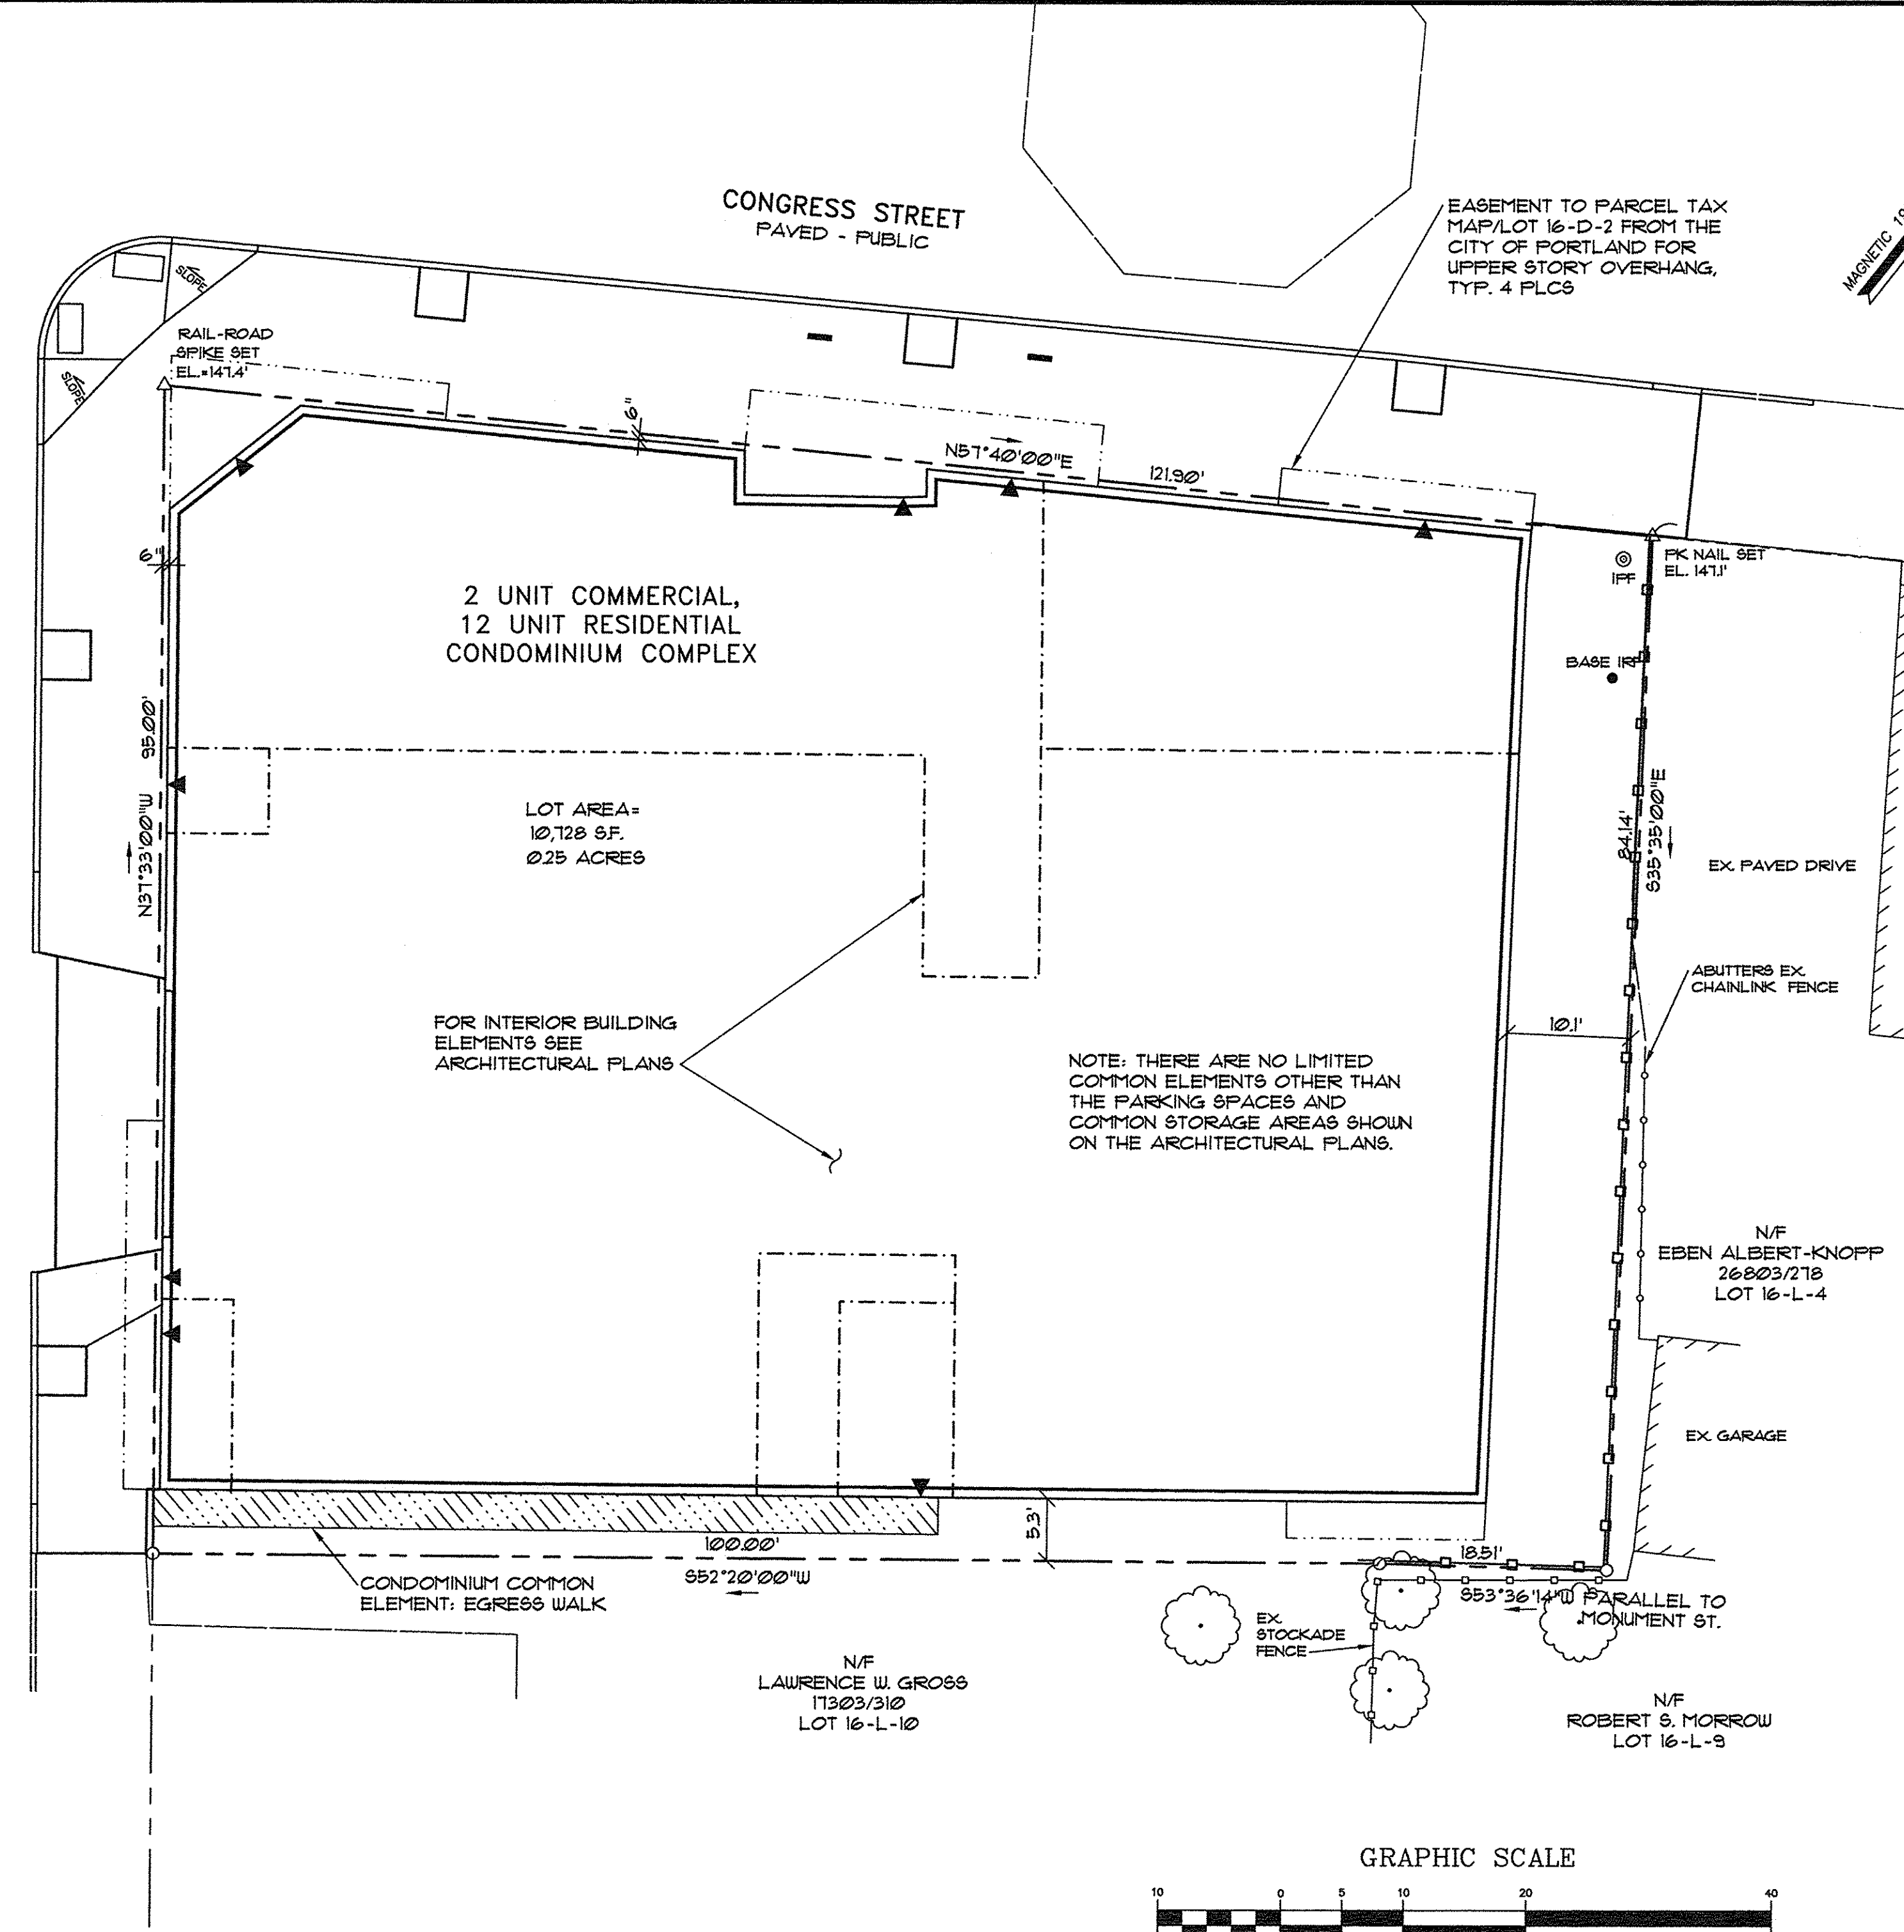 CONGRESS STREET
PAVED - PUBLIC
EASEMENT TO PARCEL TAX
MAP/LOT 16-D-2 FROM THE
CITY OF PORTLAND FOR
UPPER STORY OVERHANG,
TYP. 4 PLCS
MAGNETIC
SLOPE
SLOPE
RAIL-ROAD
SPIKE SET
EL.=147.4'
6"
N57°40'00"E
121.90'
PK NAIL SET
EL. 147.1'
IPF
6"
2 UNIT COMMERCIAL,
12 UNIT RESIDENTIAL
CONDOMINIUM COMPLEX
BASE IRF
N37°33'00"W
95.00'
LOT AREA=
10,728 S.F.
0.25 ACRES
84.14'
S35°35'00"E
EX. PAVED DRIVE
ABUTTERS EX.
CHAINLINK FENCE
10.1'
FOR INTERIOR BUILDING
ELEMENTS SEE
ARCHITECTURAL PLANS
NOTE: THERE ARE NO LIMITED
COMMON ELEMENTS OTHER THAN
THE PARKING SPACES AND
COMMON STORAGE AREAS SHOWN
ON THE ARCHITECTURAL PLANS.
N/F
EBEN ALBERT-KNOPP
26803/278
LOT 16-L-4
EX. GARAGE
5.3'
100.00'
S52°20'00"W
18.51'
S53°36'14"W PARALLEL TO
MONUMENT ST.
CONDOMINIUM COMMON
ELEMENT: EGRESS WALK
EX.
STOCKADE
FENCE
N/F
LAWRENCE W. GROSS
17303/310
LOT 16-L-10
N/F
ROBERT S. MORROW
LOT 16-L-9
GRAPHIC SCALE
10 0 5 10 20 40